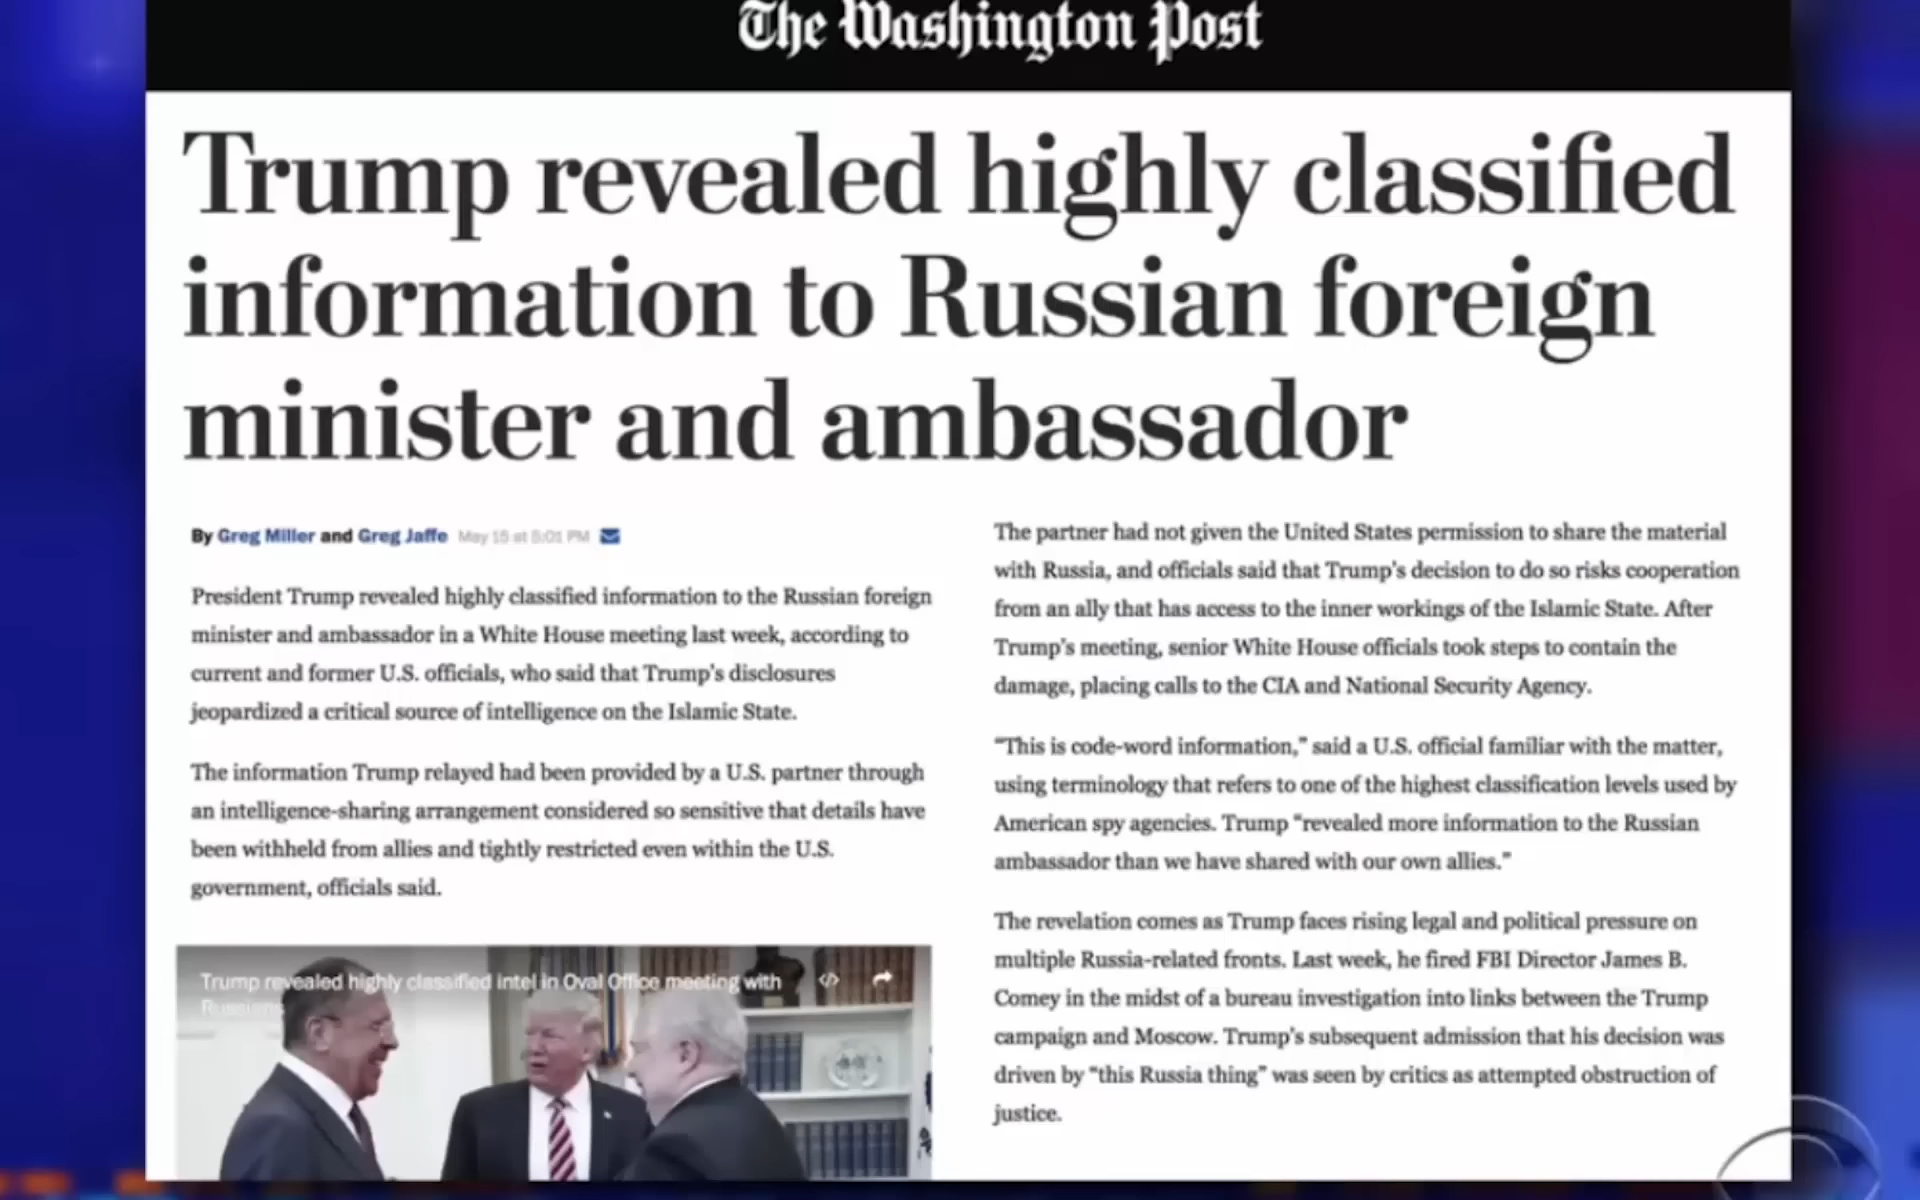 The Washington Post
Trump revealed highly classified
information to Russian foreign
minister and ambassador
By Greg Miller and Greg Jaffe May 15 at 5:01 PM
President Trump revealed highly classified information to the Russian foreign
minister and ambassador in a White House meeting last week, according to
current and former U.S. officials, who said that Trump’s disclosures
jeopardized a critical source of intelligence on the Islamic State.
The information Trump relayed had been provided by a U.S. partner through
an intelligence-sharing arrangement considered so sensitive that details have
been withheld from allies and tightly restricted even within the U.S.
government, officials said.
Trump revealed highly classified intel in Oval Office meeting with
Russians
The partner had not given the United States permission to share the material
with Russia, and officials said that Trump’s decision to do so risks cooperation
from an ally that has access to the inner workings of the Islamic State. After
Trump’s meeting, senior White House officials took steps to contain the
damage, placing calls to the CIA and National Security Agency.
“This is code-word information,” said a U.S. official familiar with the matter,
using terminology that refers to one of the highest classification levels used by
American spy agencies. Trump “revealed more information to the Russian
ambassador than we have shared with our own allies.”
The revelation comes as Trump faces rising legal and political pressure on
multiple Russia-related fronts. Last week, he fired FBI Director James B.
Comey in the midst of a bureau investigation into links between the Trump
campaign and Moscow. Trump’s subsequent admission that his decision was
driven by “this Russia thing” was seen by critics as attempted obstruction of
justice.